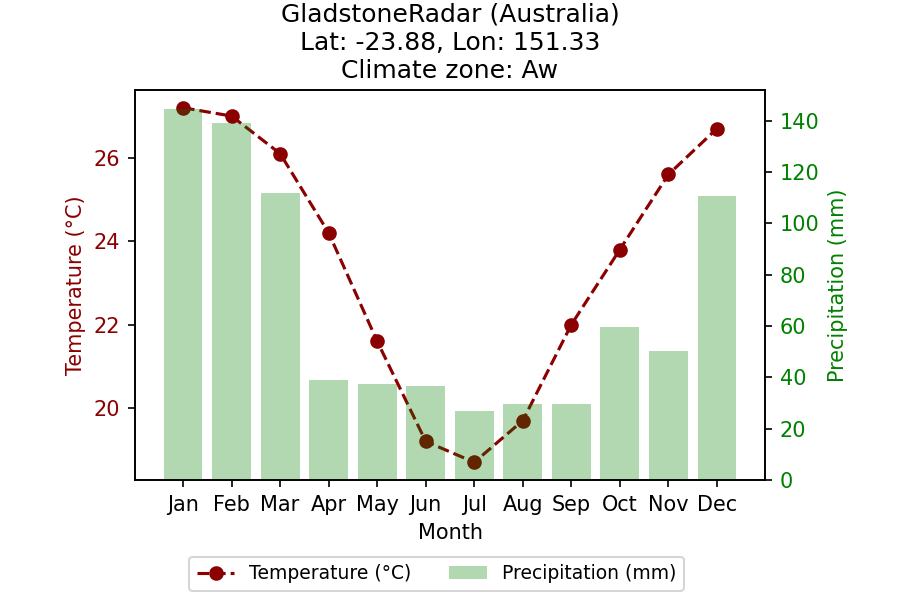 GladstoneRadar (Australia)
Lat: -23.88, Lon: 151.33
Climate zone: Aw
Temperature (°C)
26
24
22
20
140
120
100
80
60
40
20
0
Precipitation (mm)
Jan Feb Mar Apr May Jun Jul Aug Sep Oct Nov Dec
Month
Temperature (°C) Precipitation (mm)